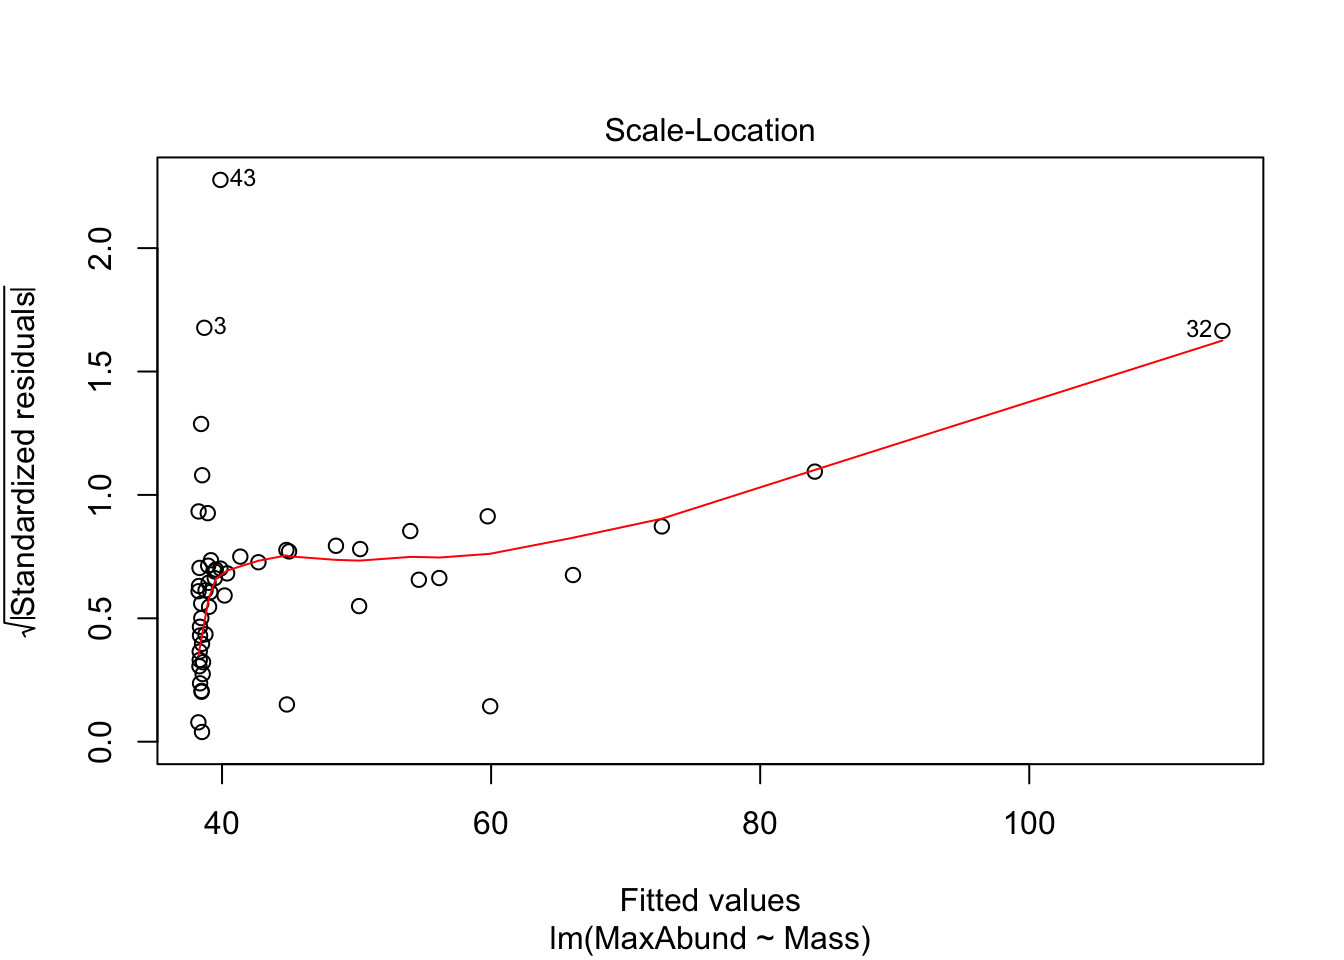 Scale-Location
43
2.0
3
32
1.5
√|Standardized residuals|
1.0
0.5
0.0
40 60 80 100
Fitted values
lm(MaxAbund ~ Mass)